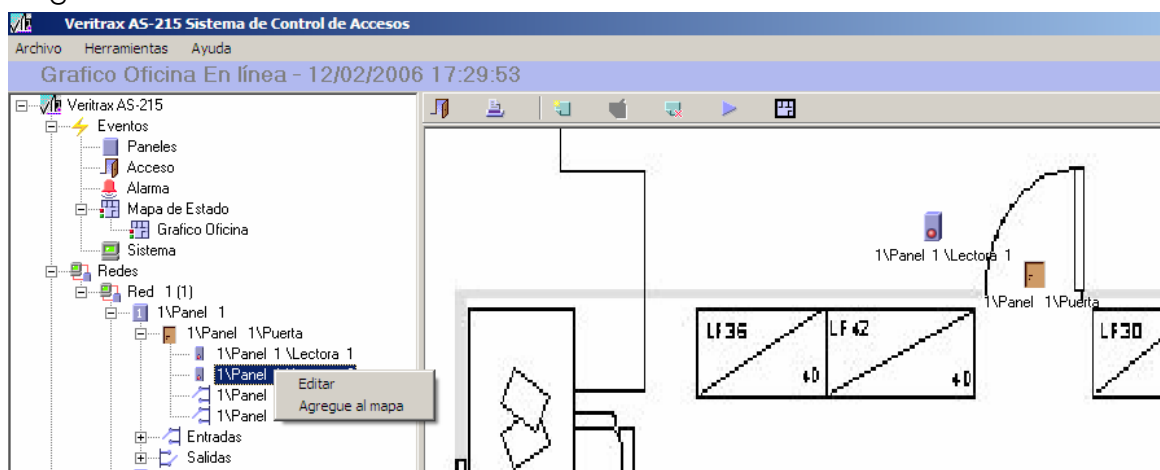 Veritrax AS-215 Sistema de Control de Accesos
Archivo Herramientas Ayuda
Grafico Oficina En línea - 12/02/2006 17:29:53
Veritrax AS-215
Eventos
Paneles
Acceso
Alarma
Mapa de Estado
Grafico Oficina
Sistema
Redes
Red 1 (1)
1\Panel 1
1\Panel 1\Puerta
1\Panel 1 \Lectora 1
1\Panel
1\Panel
1\Panel
Entradas
Salidas
Editar
Agregue al mapa
1\Panel 1 \Lectora 1
1\Panel 1\Puerta
LF36
LF42
LF30
4D
4D